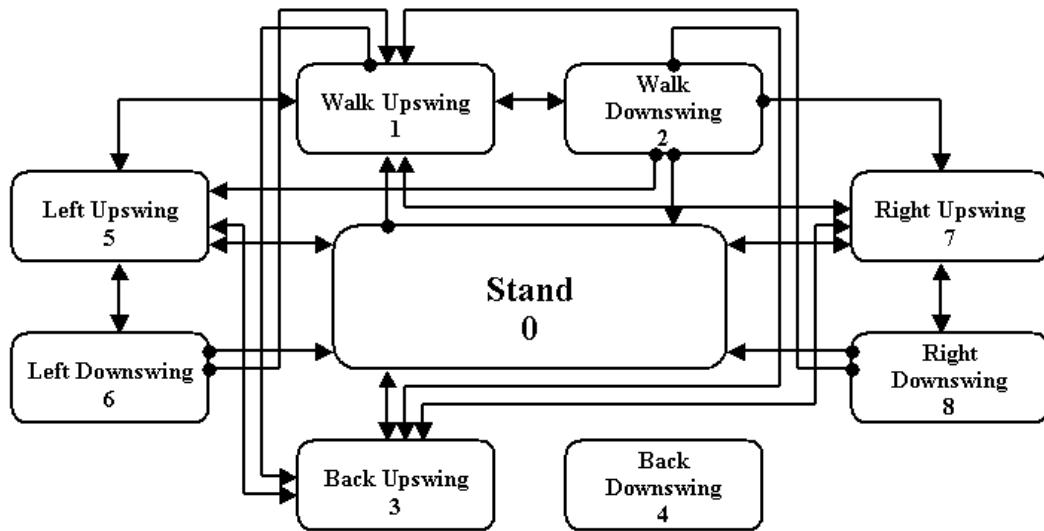 Walk Upswing
1
Walk
Downswing
2
Left Upswing
5
Right Upswing
7
Stand
0
Left Downswing
6
Right
Downswing
8
Back Upswing
3
Back
Downswing
4